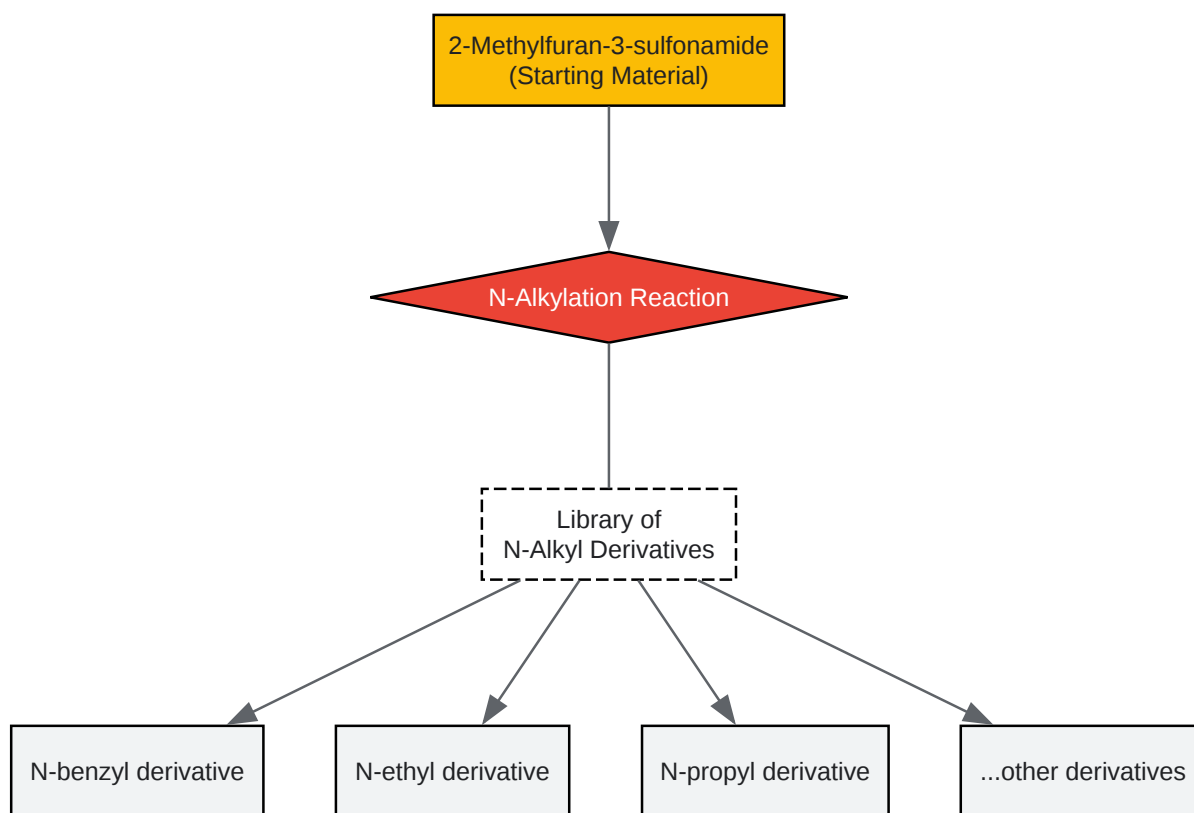 2-Methylfuran-3-sulfonamide
(Starting Material)
N-Alkylation Reaction
Library of
N-Alkyl Derivatives
N-benzyl derivative
N-ethyl derivative
N-propyl derivative
...other derivatives